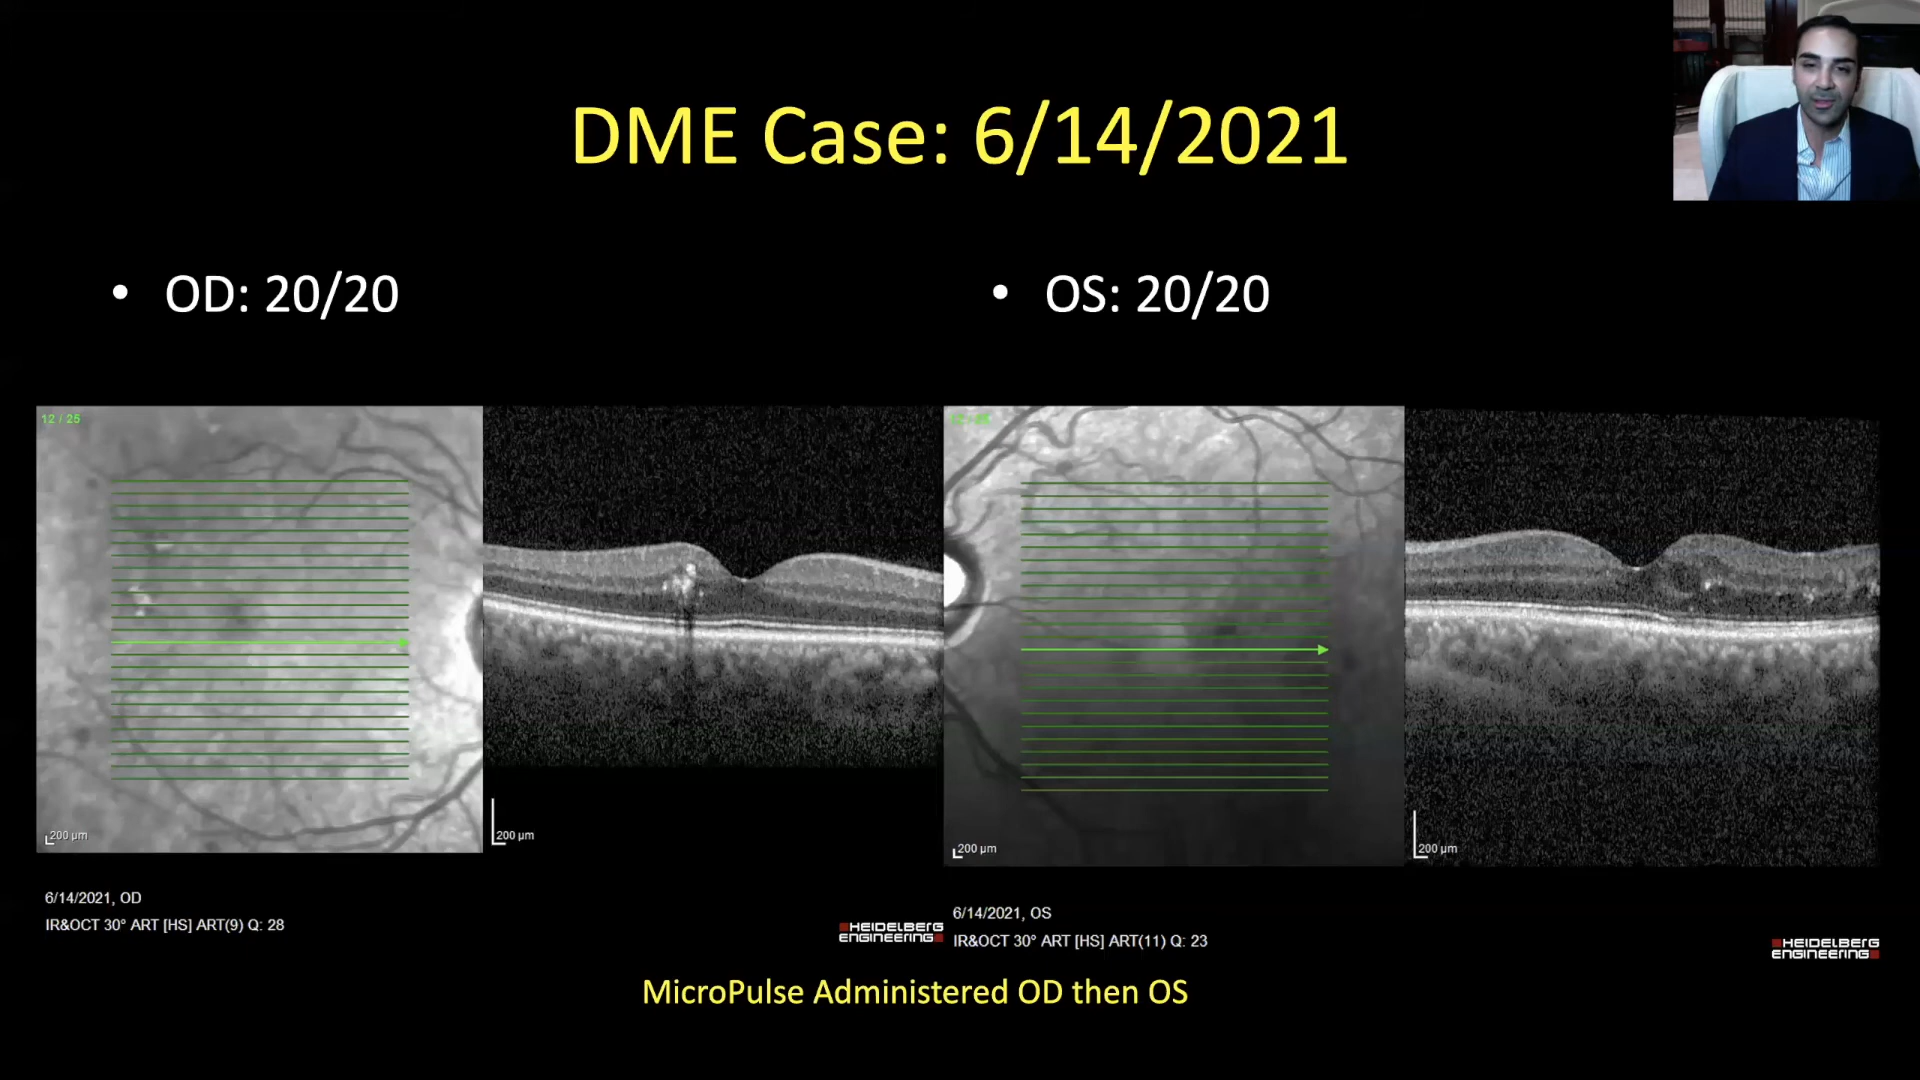 DME Case: 6/14/2021
• OD: 20/20
• OS: 20/20
12 / 25
200 µm
200 µm
200 µm
200 µm
6/14/2021, OD
IR&OCT 30° ART [HS] ART(9) Q: 28
HEIDELBERG
ENGINEERING
6/14/2021, OS
IR&OCT 30° ART [HS] ART(11) Q: 23
HEIDELBERG
ENGINEERING
MicroPulse Administered OD then OS